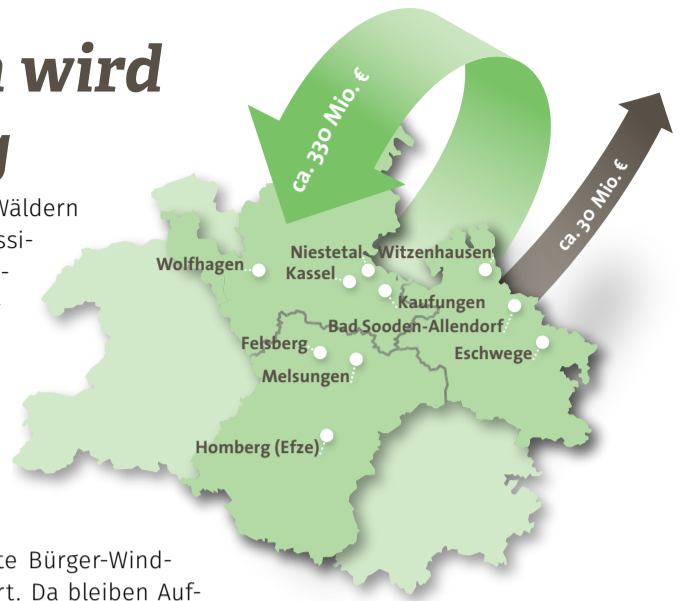 wird
g
Wäldern
ssi-
-
ca. 330 Mio. €
ca. 30 Mio. €
Niestetal
Witzenhausen
Wolfhagen
Kassel
Kaufungen
Bad Sooden-Allendorf
Felsberg
Eschwege
Melsungen
Homberg (Efze)
te Bürger-Wind-
rt. Da bleiben Auf-